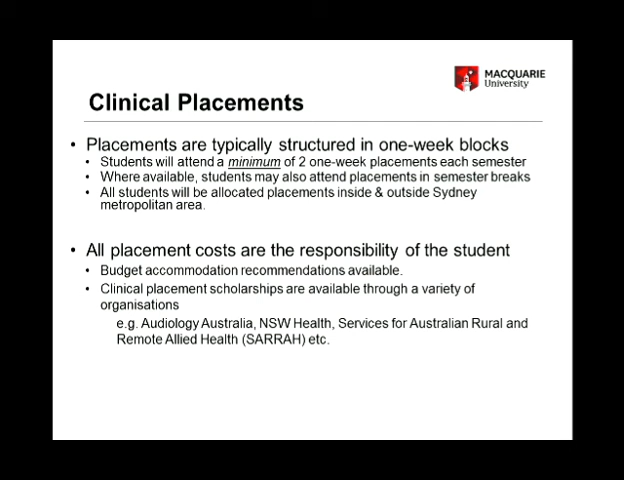 MACQUARIE
University
Clinical Placements
• Placements are typically structured in one-week blocks
• Students will attend a minimum of 2 one-week placements each semester
• Where available, students may also attend placements in semester breaks
• All students will be allocated placements inside & outside Sydney
metropolitan area.
• All placement costs are the responsibility of the student
• Budget accommodation recommendations available.
• Clinical placement scholarships are available through a variety of
organisations
e.g. Audiology Australia, NSW Health, Services for Australian Rural and
Remote Allied Health (SARRAH) etc.